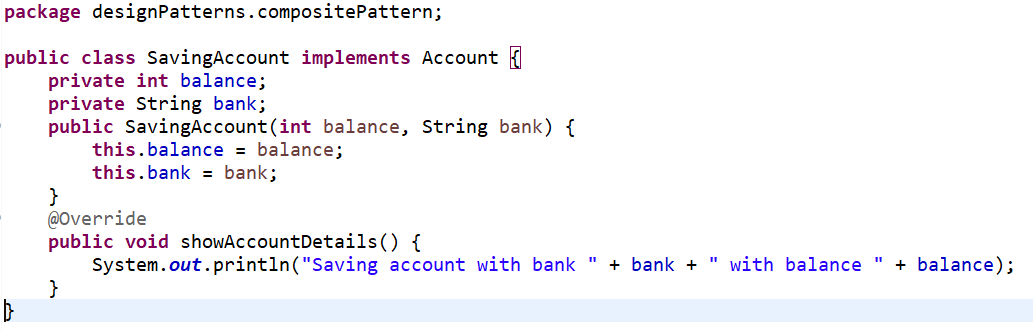 package designPatterns.compositePattern;

public class SavingAccount implements Account {
    private int balance;
    private String bank;
    public SavingAccount(int balance, String bank) {
        this.balance = balance;
        this.bank = bank;
    }
    @Override
    public void showAccountDetails() {
        System.out.println("Saving account with bank " + bank + " with balance " + balance);
    }
}